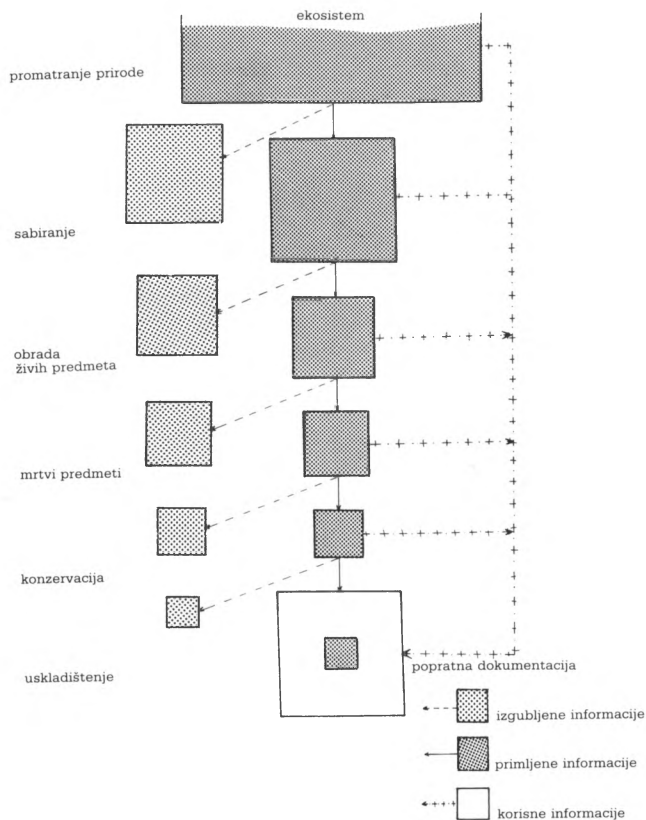 ekosistem
promatranje prirode
sabiranje
obrada
živih predmeta
mrtvi predmeti
konzervacija
uskladištenje
popratna dokumentacija
izgubljene informacije
primljene informacije
korisne informacije